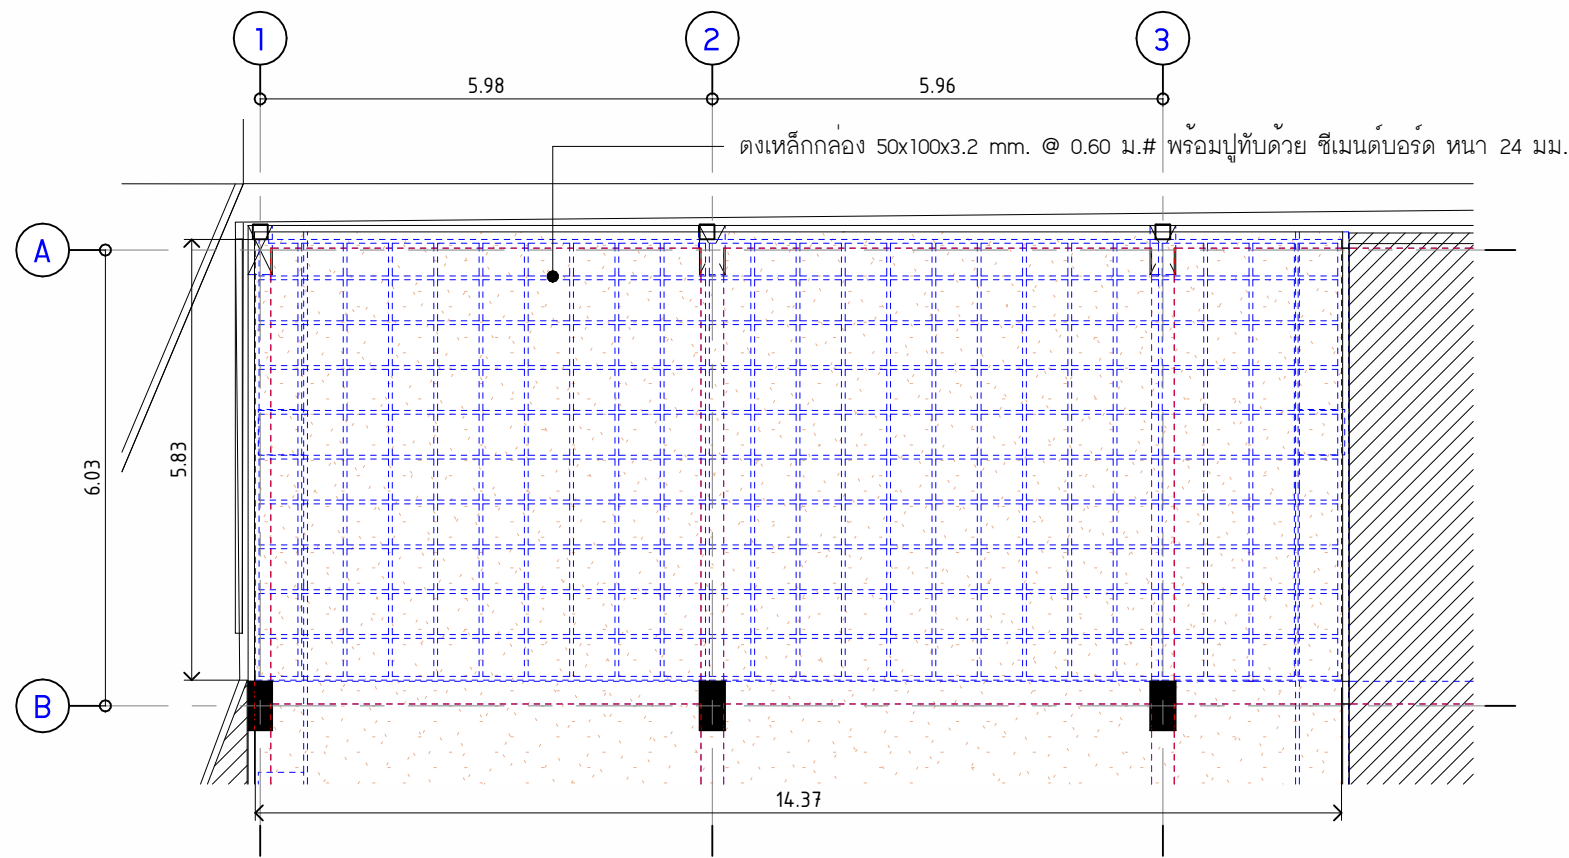 1
2
3
5.98
5.96
ตงเหล็กกล่อง 50x100x3.2 mm. @ 0.60 ม.# พร้อมปูทับด้วย ซีเมนต์บอร์ด หนา 24 มม.
A
5.83
6.03
B
14.37